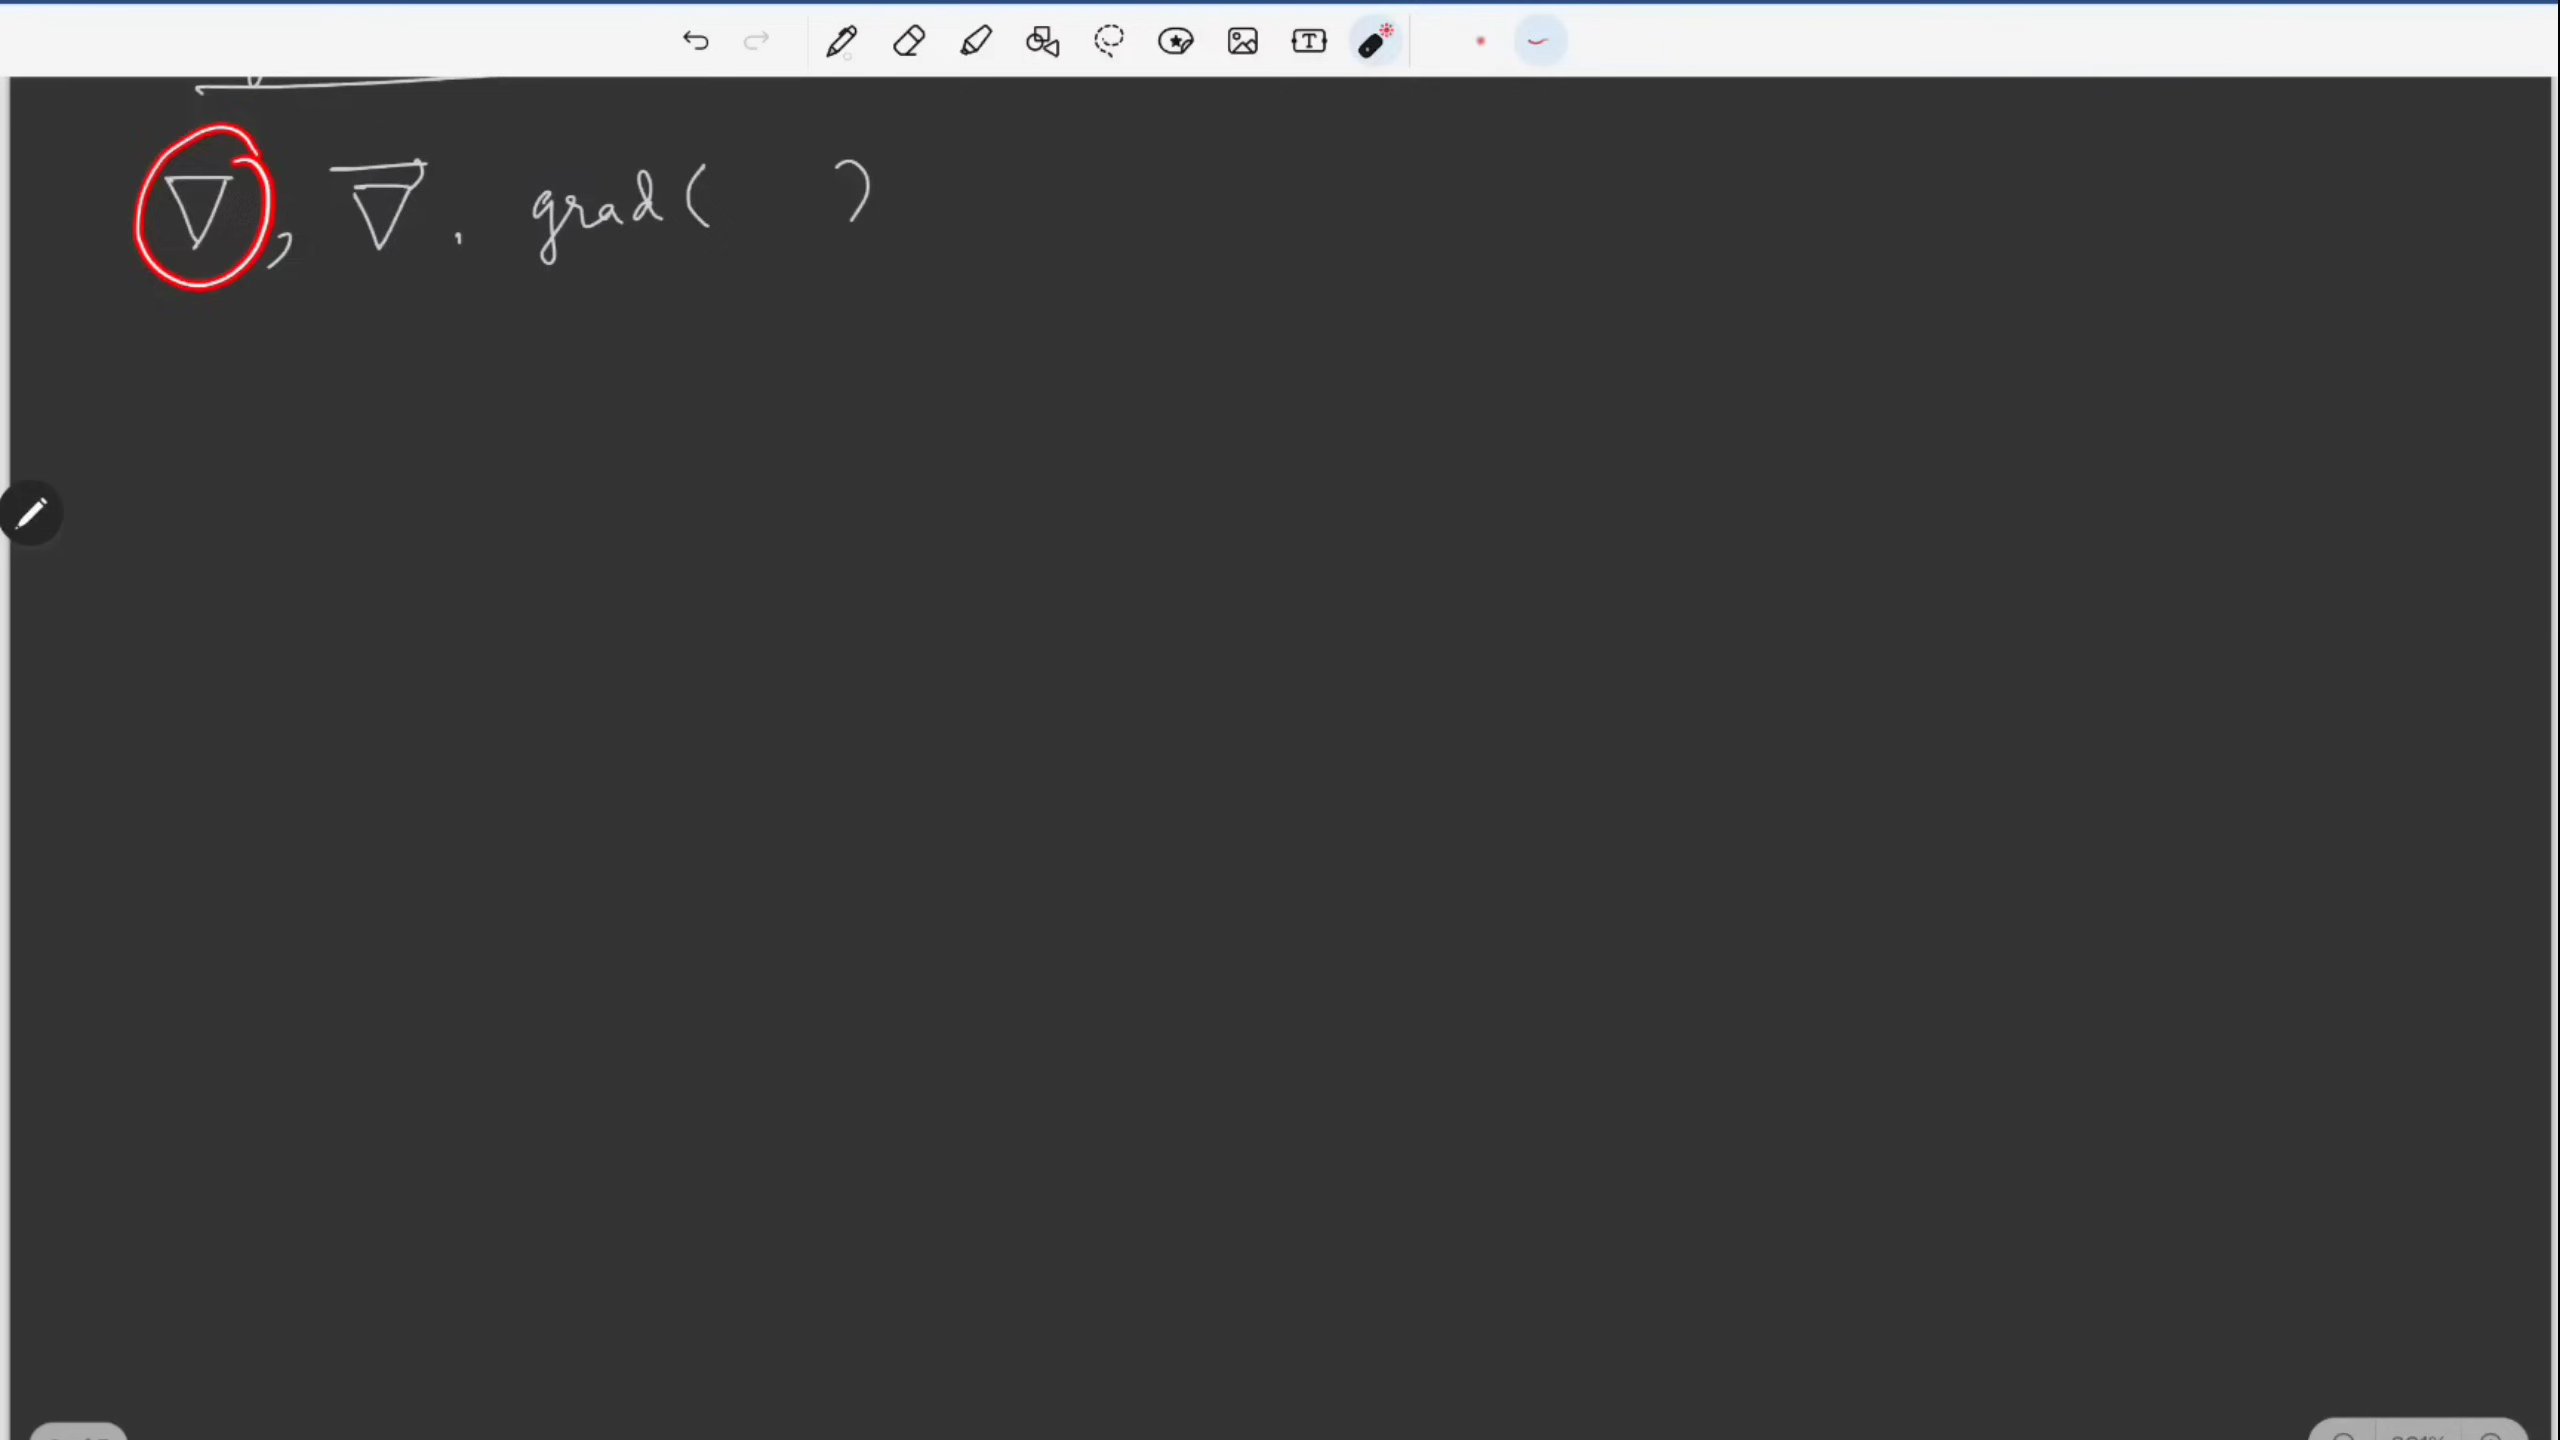 ∇, ∇⃗. grad( )